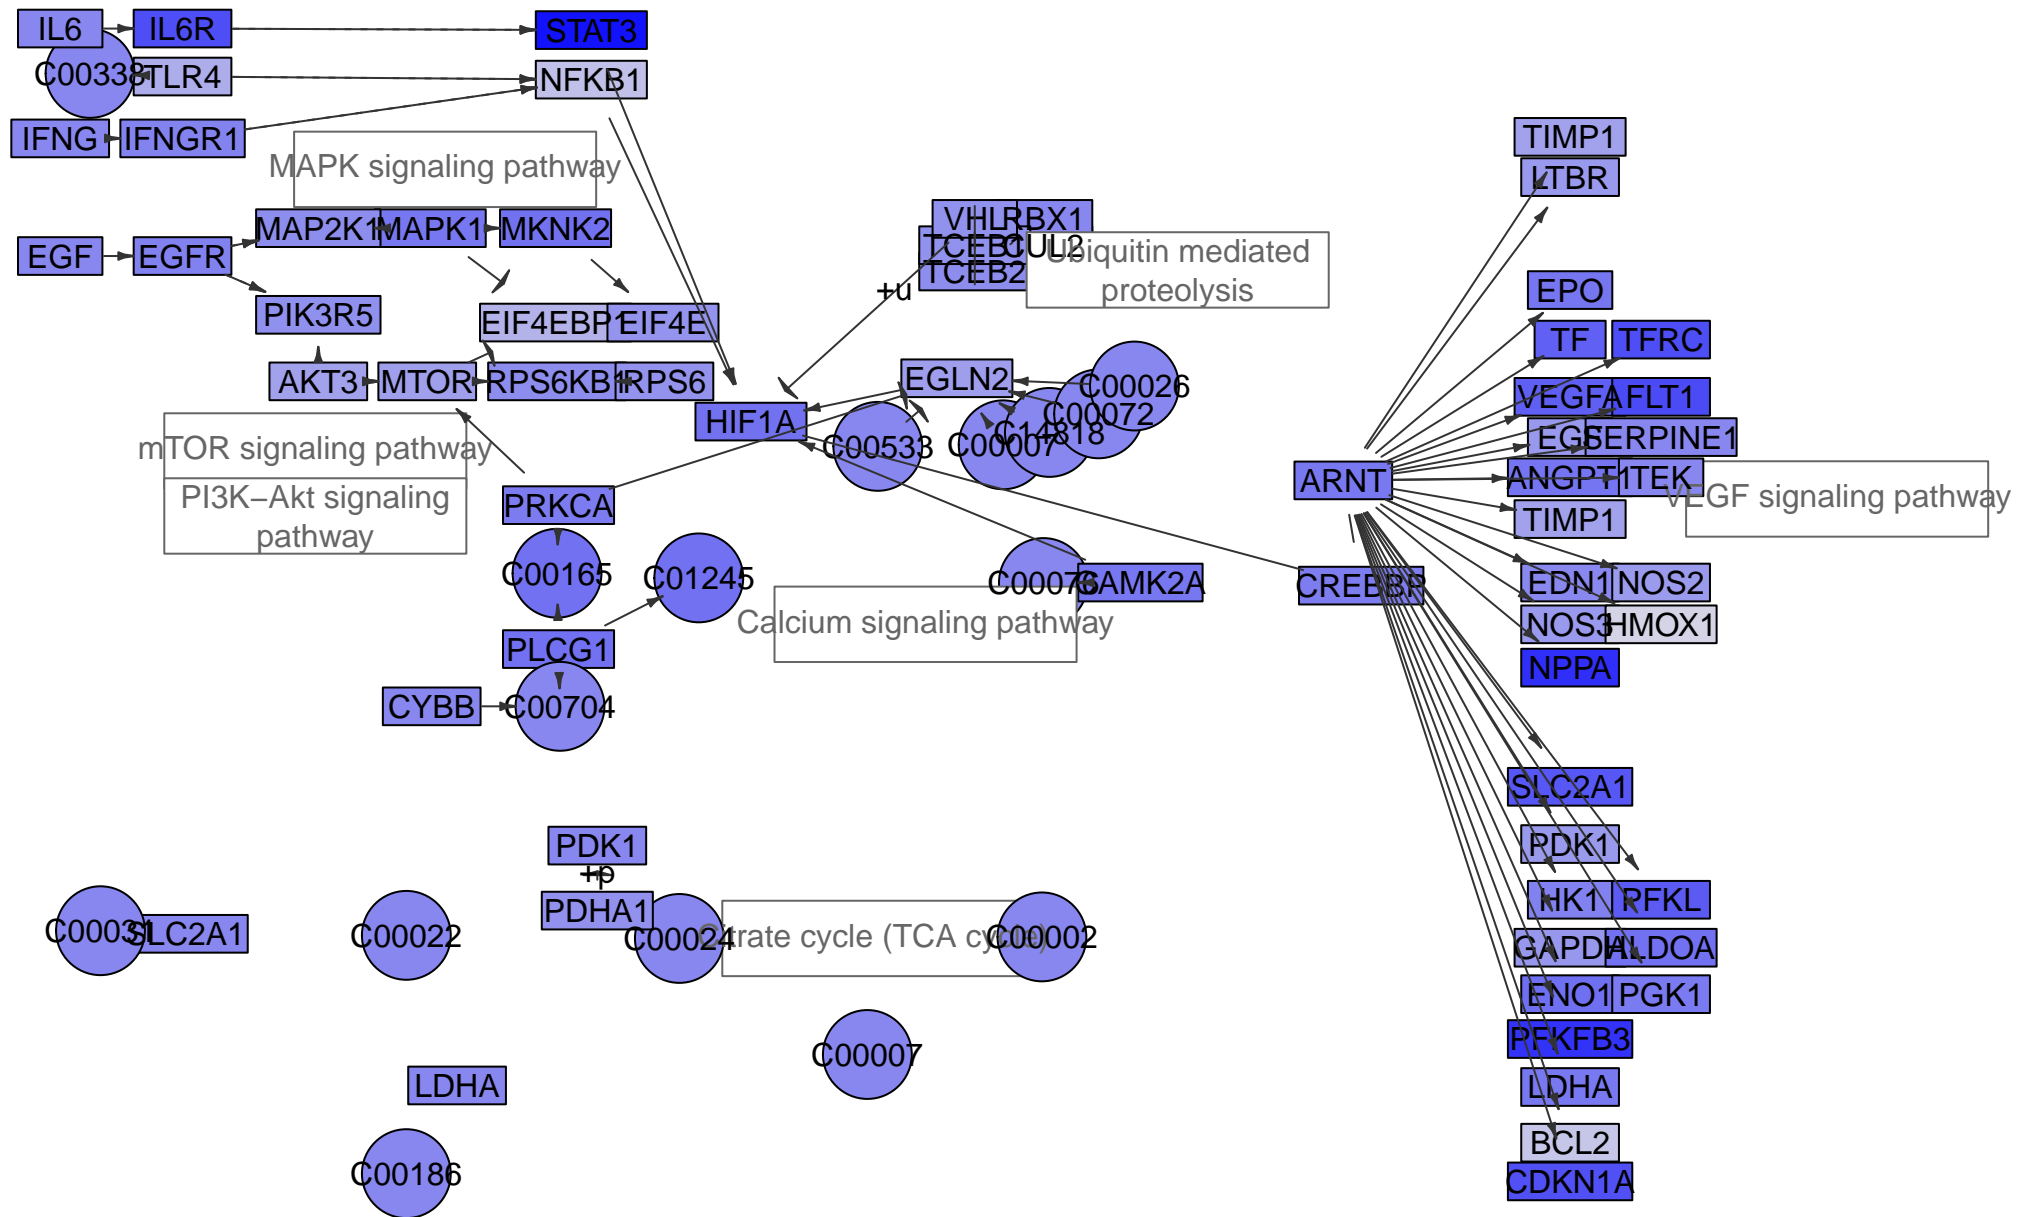 IL6
IL6R
STAT3
C00338
TLR4
NFKB1
IFNG
IFNGR1
TIMP1
LTBR
MAPK signaling pathway
MAP2K1
MAPK1
MKNK2
VHL
RBX1
TCEB1
CUL2
TCEB2
Ubiquitin mediated
proteolysis
EGF
EGFR
+u
EPO
PIK3R5
EIF4EBP1
EIF4E
TF
TFRC
AKT3
MTOR
RPS6KB1
RPS6
EGLN2
C00026
VEGFA
FLT1
HIF1A
C00072
C14818
C00007
C00533
EGF
SERPINE1
mTOR signaling pathway
PI3K−Akt signaling
pathway
ARNT
ANGPT1
TEK
VEGF signaling pathway
PRKCA
TIMP1
C00165
C01245
C00076
CAMK2A
CREBBP
EDN1
NOS2
Calcium signaling pathway
NOS3
HMOX1
PLCG1
NPPA
CYBB
C00704
SLC2A1
PDK1
+p
PDK1
PDHA1
HK1
PFKL
C00031
SLC2A1
C00022
C00024
Citrate cycle (TCA cycle)
C00002
GAPDH
ALDOA
ENO1
PGK1
C00007
PFKFB3
LDHA
LDHA
BCL2
C00186
CDKN1A